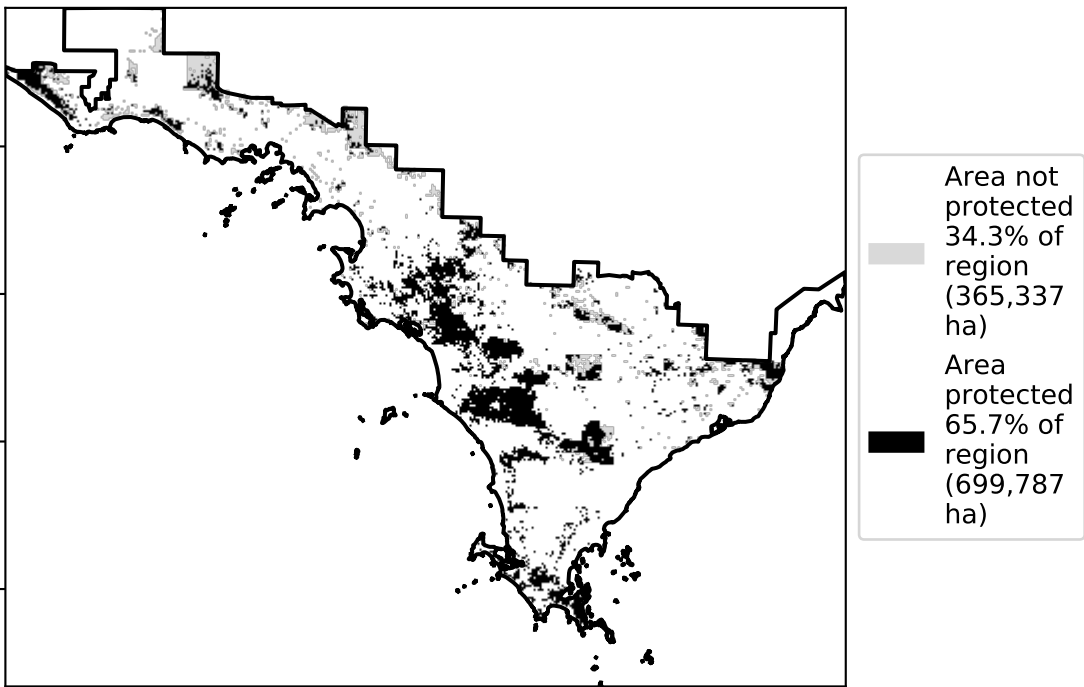 Area not
protected
34.3% of
region
(365,337
ha)
Area
protected
65.7% of
region
(699,787
ha)